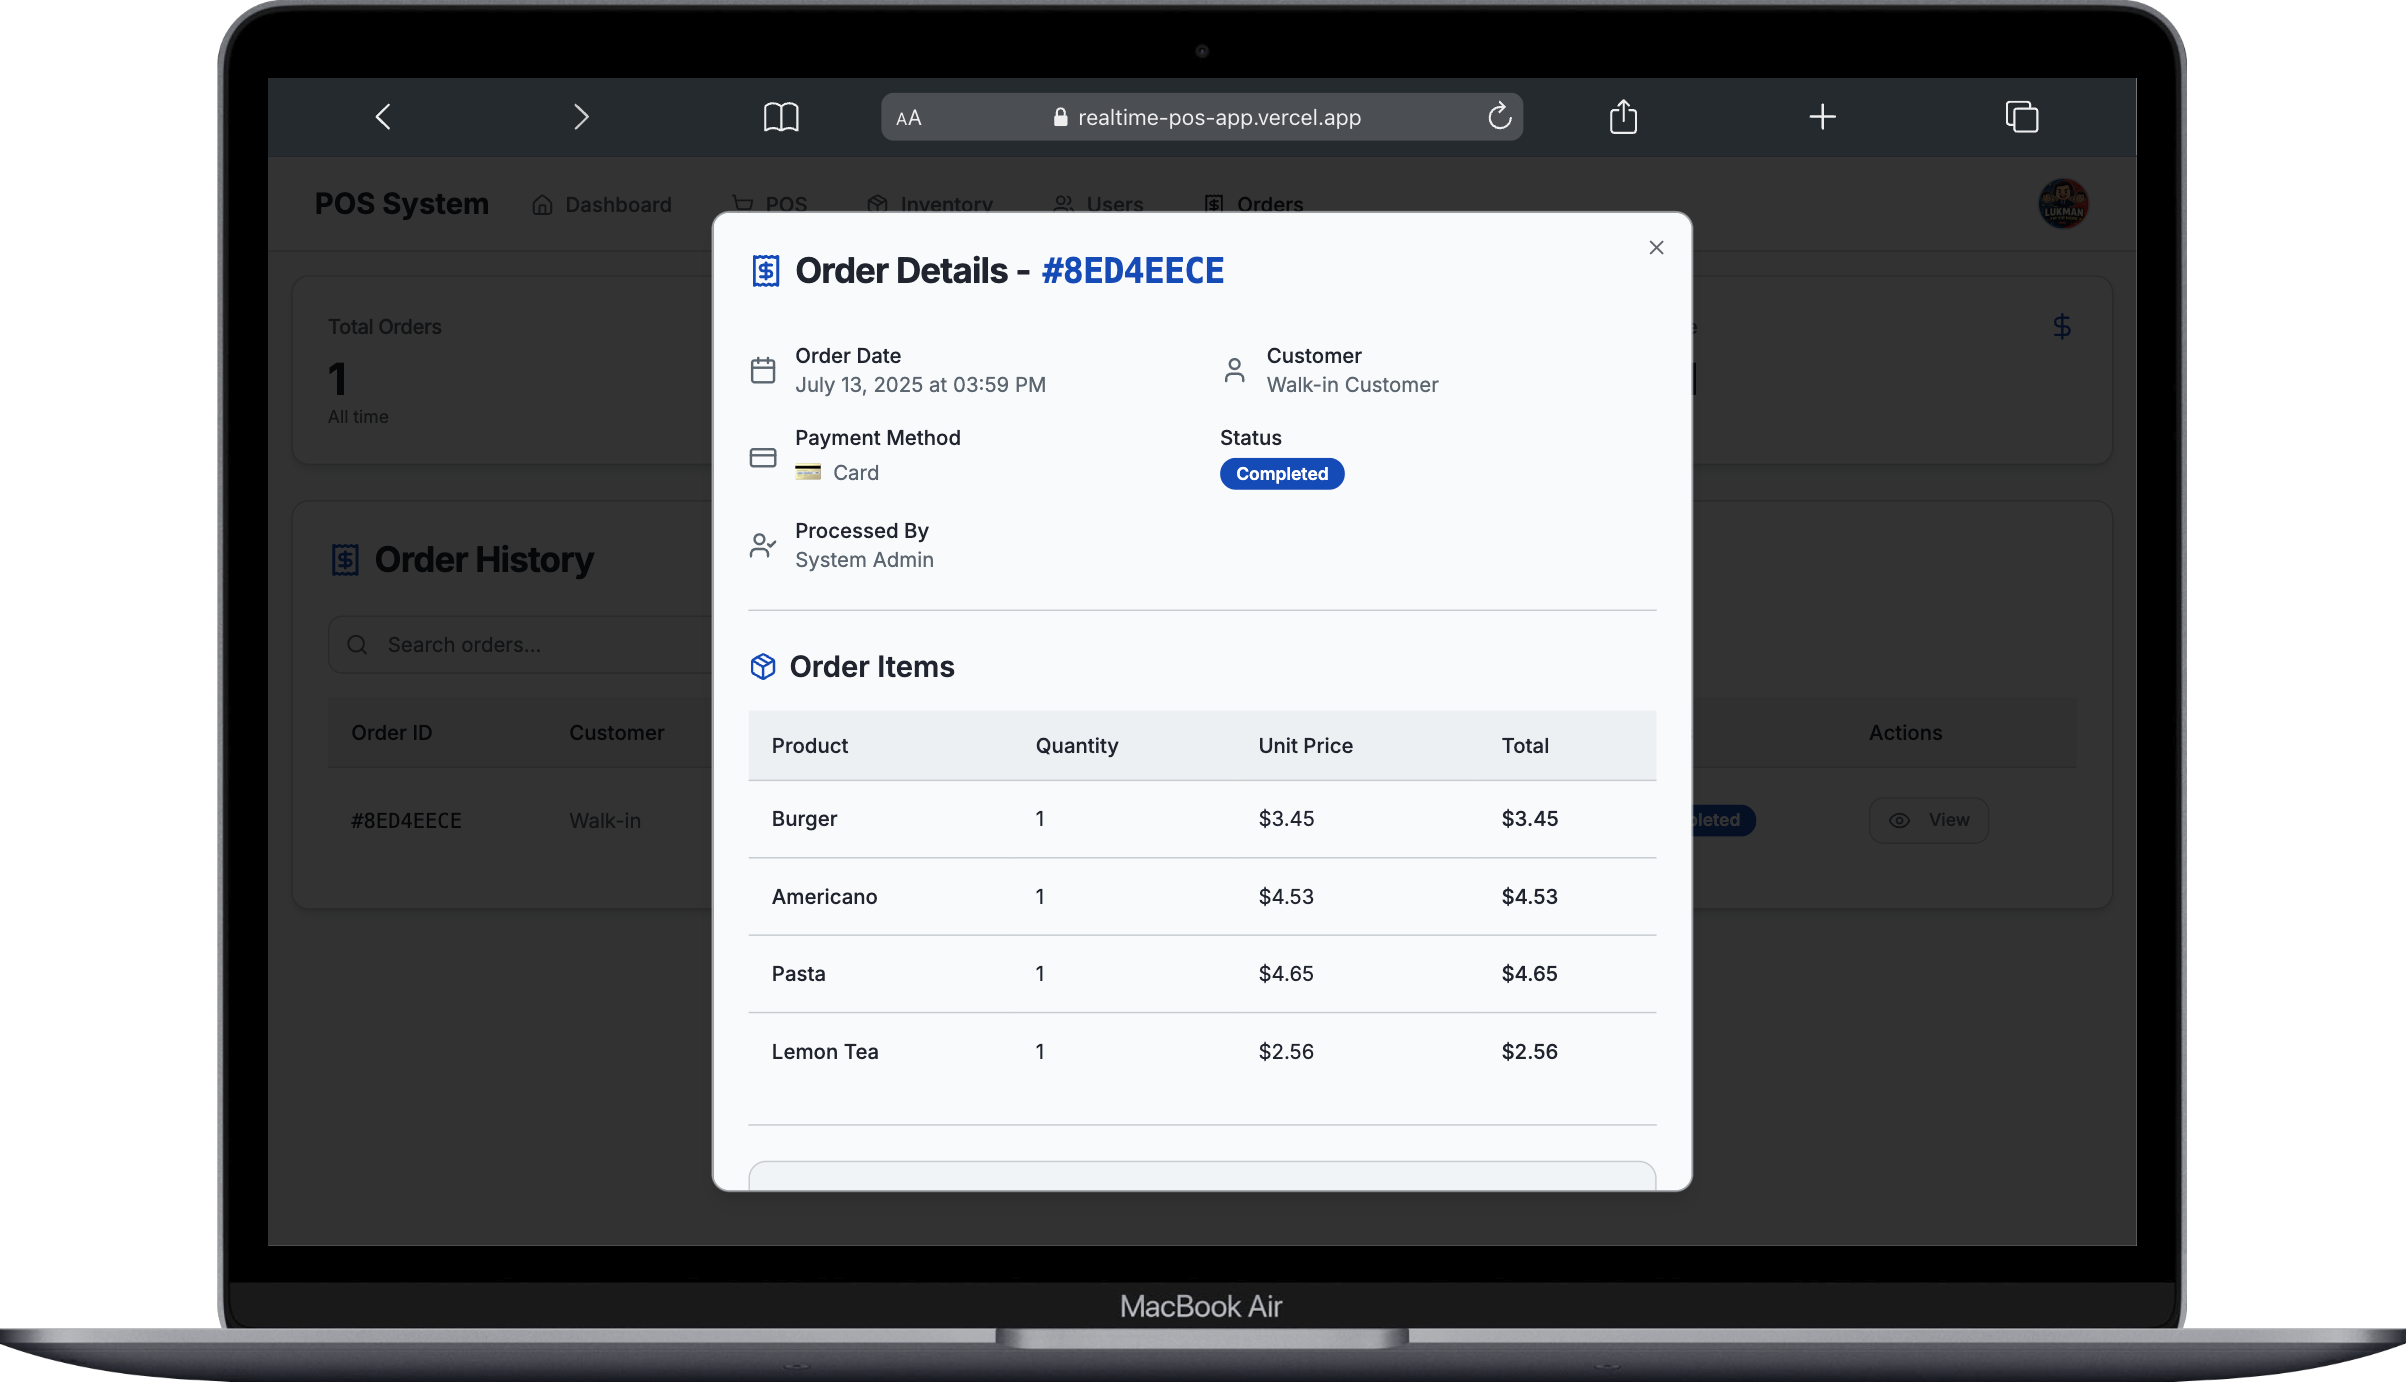 AA realtime-pos-app.vercel.app
POS System Dashboard POS Inventory Users Orders
LUKMAN
Total Orders
1
All time
Order History
Search orders...
Order ID Customer Actions
#8ED4EECE Walk-in View
Order Details - #8ED4EECE
Order Date
July 13, 2025 at 03:59 PM
Customer
Walk-in Customer
Payment Method
Card
Status
Completed
Processed By
System Admin
Order Items
Product Quantity Unit Price Total
Burger 1 $3.45 $3.45
Americano 1 $4.53 $4.53
Pasta 1 $4.65 $4.65
Lemon Tea 1 $2.56 $2.56
MacBook Air